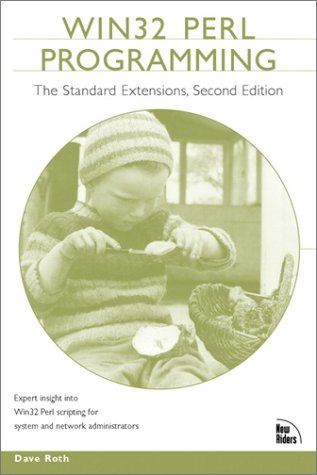 WIN32 PERL
PROGRAMMING
The Standard Extensions, Second Edition
Expert insight into
Win32 Perl scripting for
system and network administrators
New
Riders
Dave Roth